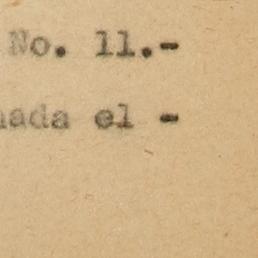 No. 11.-
nada el -